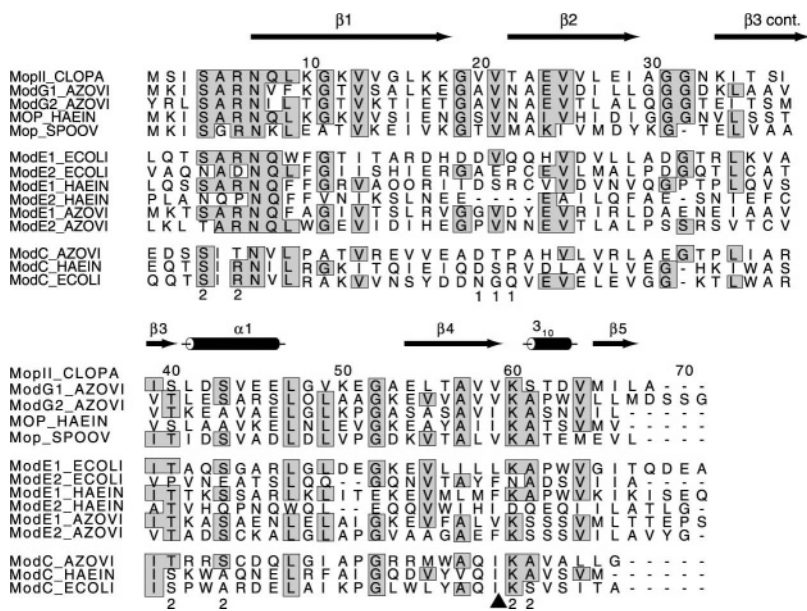 β1 β2 β3 cont.
10 20 30
MopII_CLOPA M S I S A R N Q L K G K V V G L K K G V V T A E V V L E I A G G N K I T S I
ModG1_AZOVI M K I S A R N V F K G T V S A L K E G A V N A E V D I L L G G G D K L A A V
ModG2_AZOVI Y R L S A R N L L T G T V K T I E T G A V N A E V T L A L Q G G T E I T S M
MOP_HAEIN M K I S A R N Q L K G K V V S I E N G S V N A L V H I D I G G G N V L S S T
Mop_SPOOV M K I S G R N K L E A T V K E I V K G T V M A K I V M D Y K G - T E L V A A
ModE1_ECOLI L Q T S A R N Q W F G T I T A R D H D D V Q Q H V D V L L A D G T R L K V A
ModE2_ECOLI V A Q N A D N Q L F G I I S H I E R G A E P C E V L M A L P D G Q T L C A T
ModE1_HAEIN L Q S S A R N Q F F G R V A O O R I I D S R C V V D V N V Q G P T P L Q V S
ModE2_HAEIN P L A N Q P N Q F F V N I K S L N E E - - - - E A I L Q F A E - S N I E F C
ModE1_AZOVI M K T S A R N Q F A G I V T S L R V G G V D Y E V R I R L D A E N E I A A V
ModE2_AZOVI L K L T A R N Q L W G E V I D I H E G P V N N E V T L A L P S S R S V T C V
ModC_AZOVI E D S S I T N V L P A T V R E V V E A D T P A H V L V R L A E G T P L I A R
ModC_HAEIN E Q T S I R N I L R G K I T Q I E I Q D S R V D L A V L V E G - H K I W A S
ModC_ECOLI Q Q T S I R N V L R A K V V N S Y D D N G Q V E V E L E V G G - K T L W A R
2 2 1 1 1
β3 α1 β4 3₁₀ β5
40 50 60 70
MopII_CLOPA I S L D S V E E L G V K E G A E L T A V V K S T D V M I L A - - - -
ModG1_AZOVI V T L E S A R S L Q L A A G K E V V A V V K A P W V L L M D S S G
ModG2_AZOVI V T K E A V A E L G L K P G A S A S A V I K A S N V I L - - - - -
MOP_HAEIN V S L A A V K E L N L V E G K E A Y A I I K A T S V M V - - - - -
Mop_SPOOV I T I D S V A D L D L V P G D K V T A L V K A T E M E V L - - - -
ModE1_ECOLI I T A Q S G A R L G L D E G K E V L I L L K A P W V G I T Q D E A
ModE2_ECOLI V P V N E A T S L Q Q - G Q N V T A Y F N A D S V I I A - - - -
ModE1_HAEIN I T T K S S A R L K L I T E K E V M L M F K A P W V K I K I S E Q
ModE2_HAEIN A T V H Q P N Q W Q L - E Q Q W I H I D Q E Q I I L A T L G -
ModE1_AZOVI I T K A S A E N L E L A I G K E V F A L V K S S S V M L T T E P S
ModE2_AZOVI V T A D S C K A L G L V P G V A A G A E F K S S S V I L A V Y G -
ModC_AZOVI I T R R S C D Q L G I A P G R R M W A Q I K A V A L L G - - - -
ModC_HAEIN I S K W A Q N E L R F A I G Q D V Y V Q I K A V S V M - - - - -
ModC_ECOLI I S P W A R D E L A I K P G L W L Y A Q I K S V S I T A - - - -
2 2 2 2